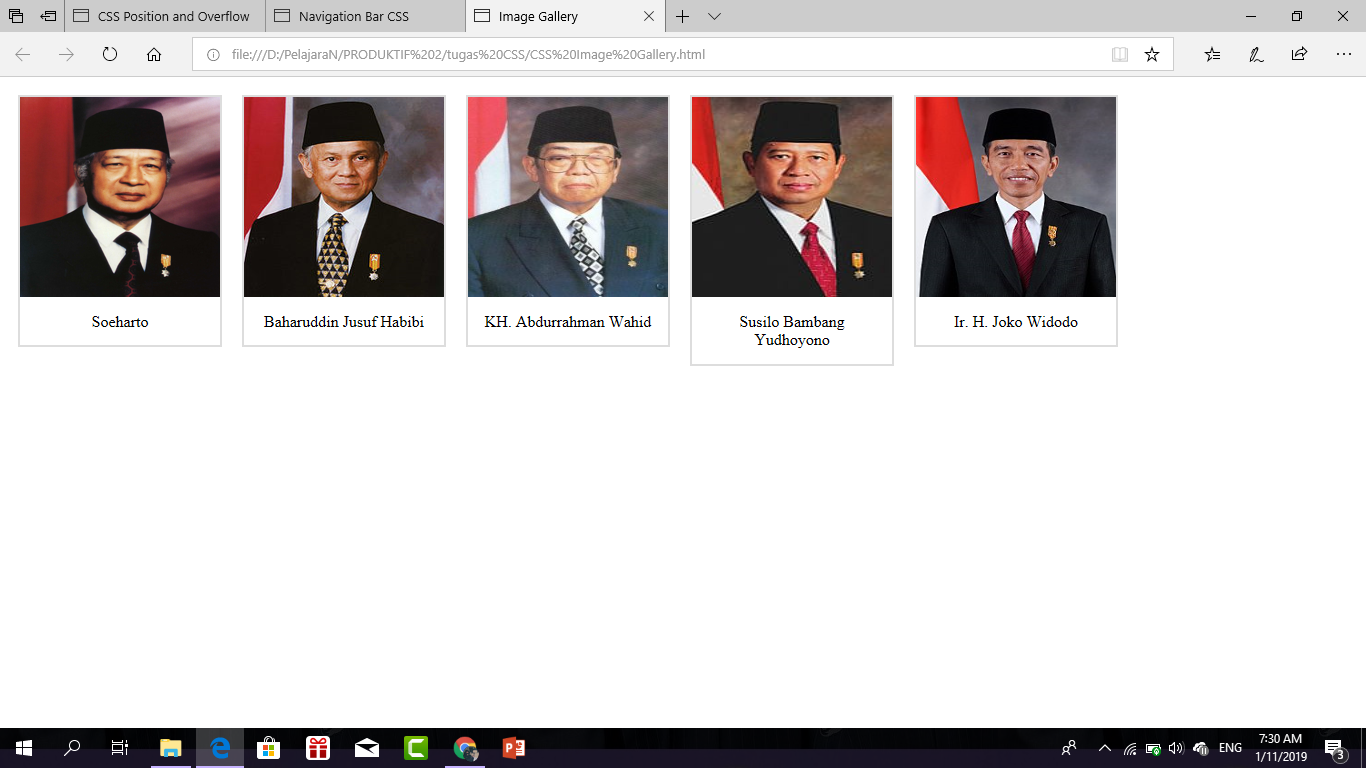 CSS Position and Overflow
Navigation Bar CSS
Image Gallery
file:///D:/PelajaraN/PRODUKTIF%202/tugas%20CSS/CSS%20Image%20Gallery.html
Soeharto
Baharuddin Jusuf Habibi
KH. Abdurrahman Wahid
Susilo Bambang
Yudhoyono
Ir. H. Joko Widodo
ENG
7:30 AM
1/11/2019
3